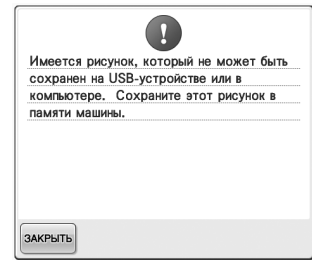 Имеется рисунок, который не может быть
сохранен на USB-устройстве или в
компьютере. Сохраните этот рисунок в
памяти машины.
ЗАКРЫТЬ